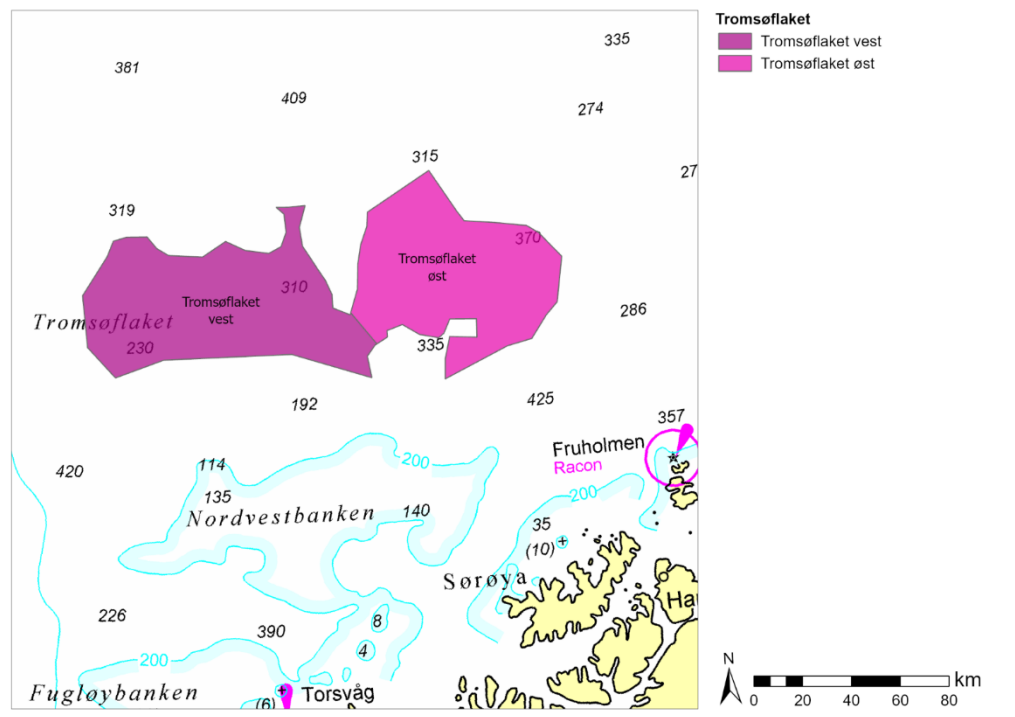 Tromsøflaket
Tromsøflaket vest
Tromsøflaket øst
335
381
409
274
315
27
319
370
Tromsøflaket
øst
310
Tromsøflaket
vest
286
Tromsøflaket
230
335
192
425
357
Fruholmen
Racon
420
114
200
200
135
140
Nordvestbanken
35
(10)
Sørøya
Ha
226
8
390
4
200
Fugløybanken
(6)
Torsvåg
N
0 20 40 60 80 km